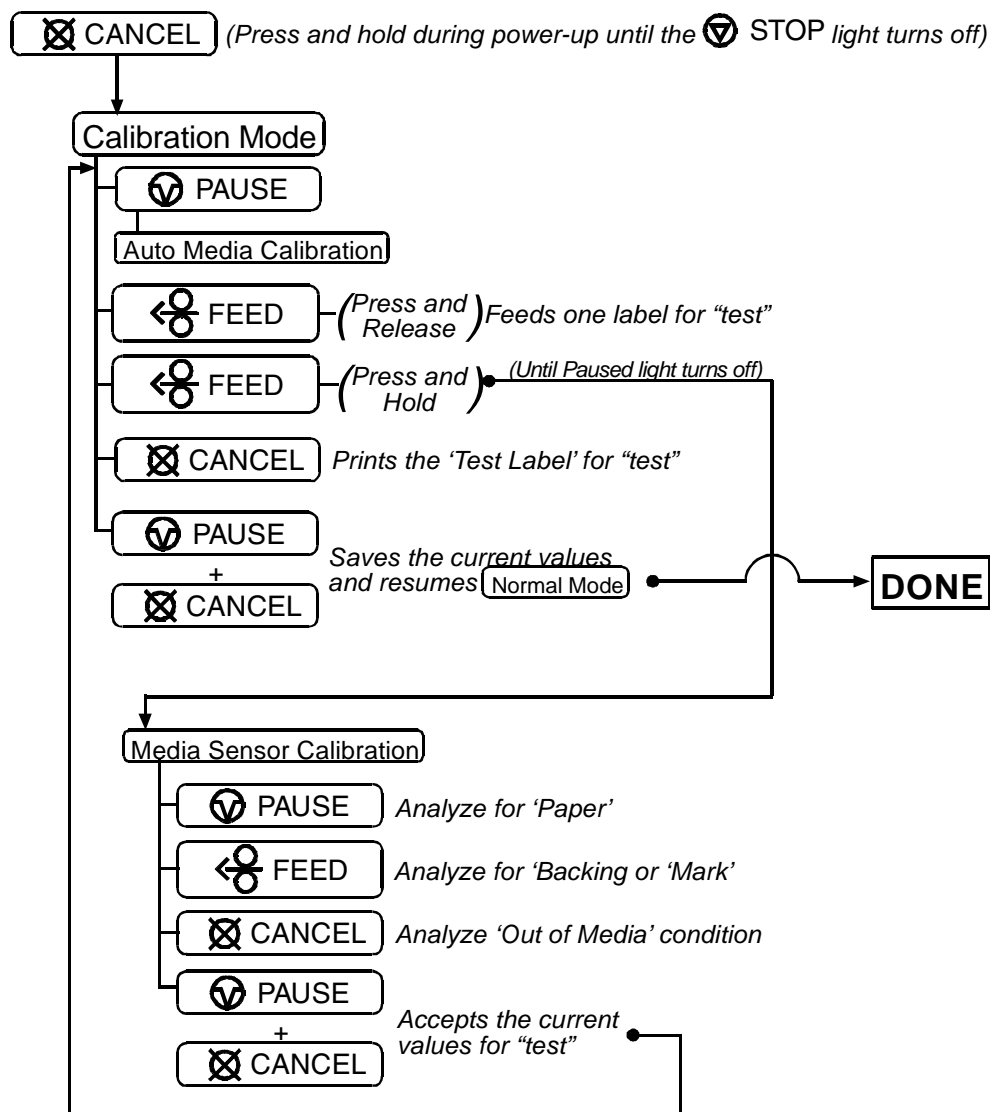 CANCEL (Press and hold during power-up until the STOP light turns off)
Calibration Mode
PAUSE
Auto Media Calibration
FEED (Press and Release) Feeds one label for “test”
FEED (Press and Hold) (Until Paused light turns off)
CANCEL Prints the ‘Test Label’ for “test”
PAUSE
+
CANCEL
Saves the current values
and resumes Normal Mode
DONE
Media Sensor Calibration
PAUSE Analyze for ‘Paper’
FEED Analyze for ‘Backing or ‘Mark’
CANCEL Analyze ‘Out of Media’ condition
PAUSE
+
CANCEL
Accepts the current
values for “test”